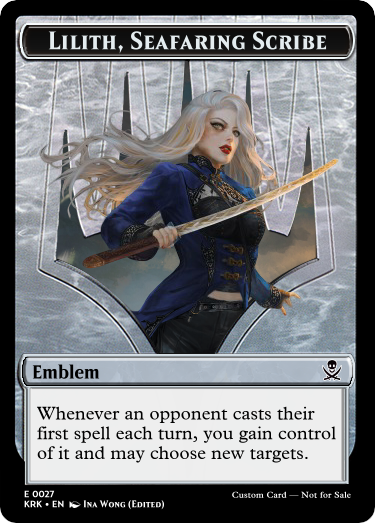 Lilith, Seafaring Scribe
Emblem
Whenever an opponent casts their
first spell each turn, you gain control
of it and may choose new targets.
E 0027
KRK • EN Ina Wong (Edited)
Custom Card — Not for Sale